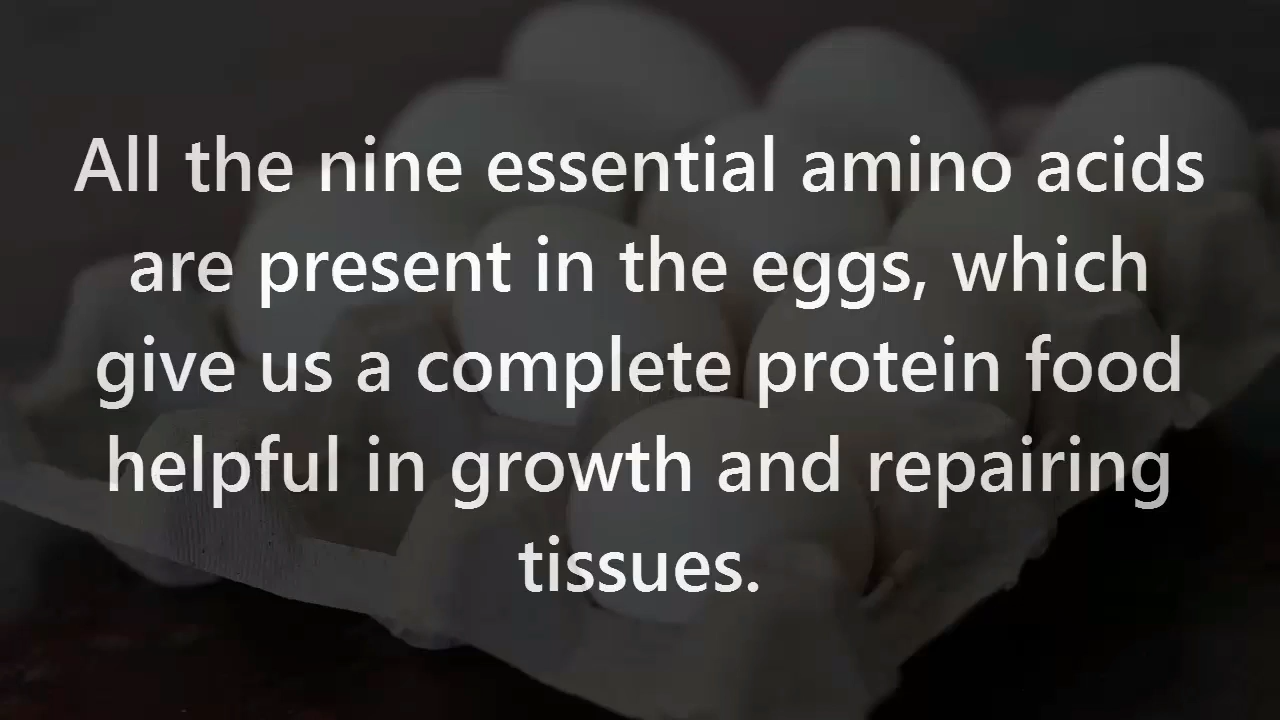 All the nine essential amino acids
are present in the eggs, which
give us a complete protein food
helpful in growth and repairing
tissues.